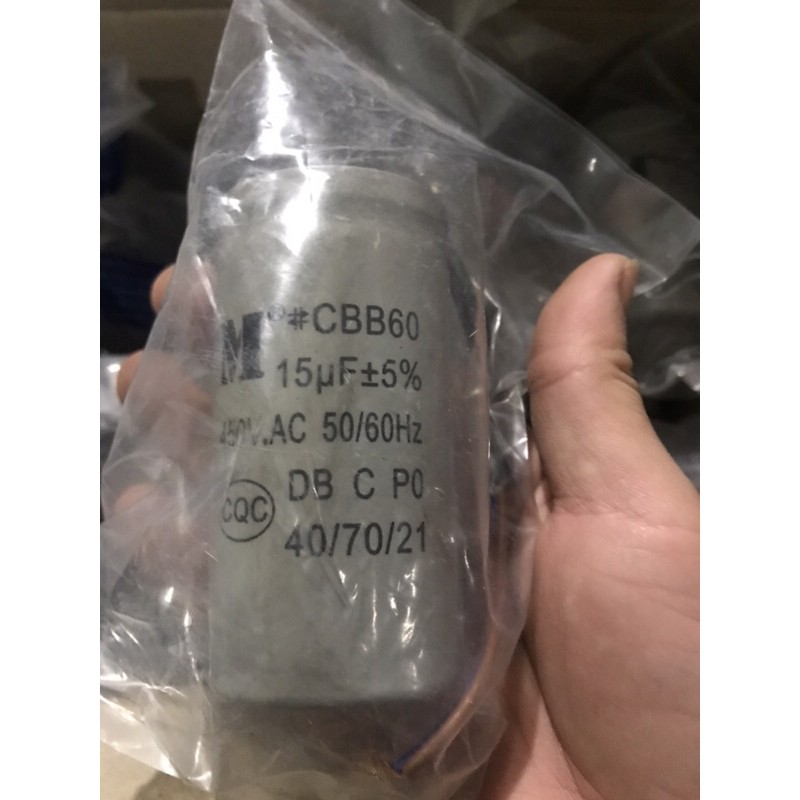 M®#CBB60
15μF±5%
450V.AC 50/60Hz
DB C P0
CQC
40/70/21